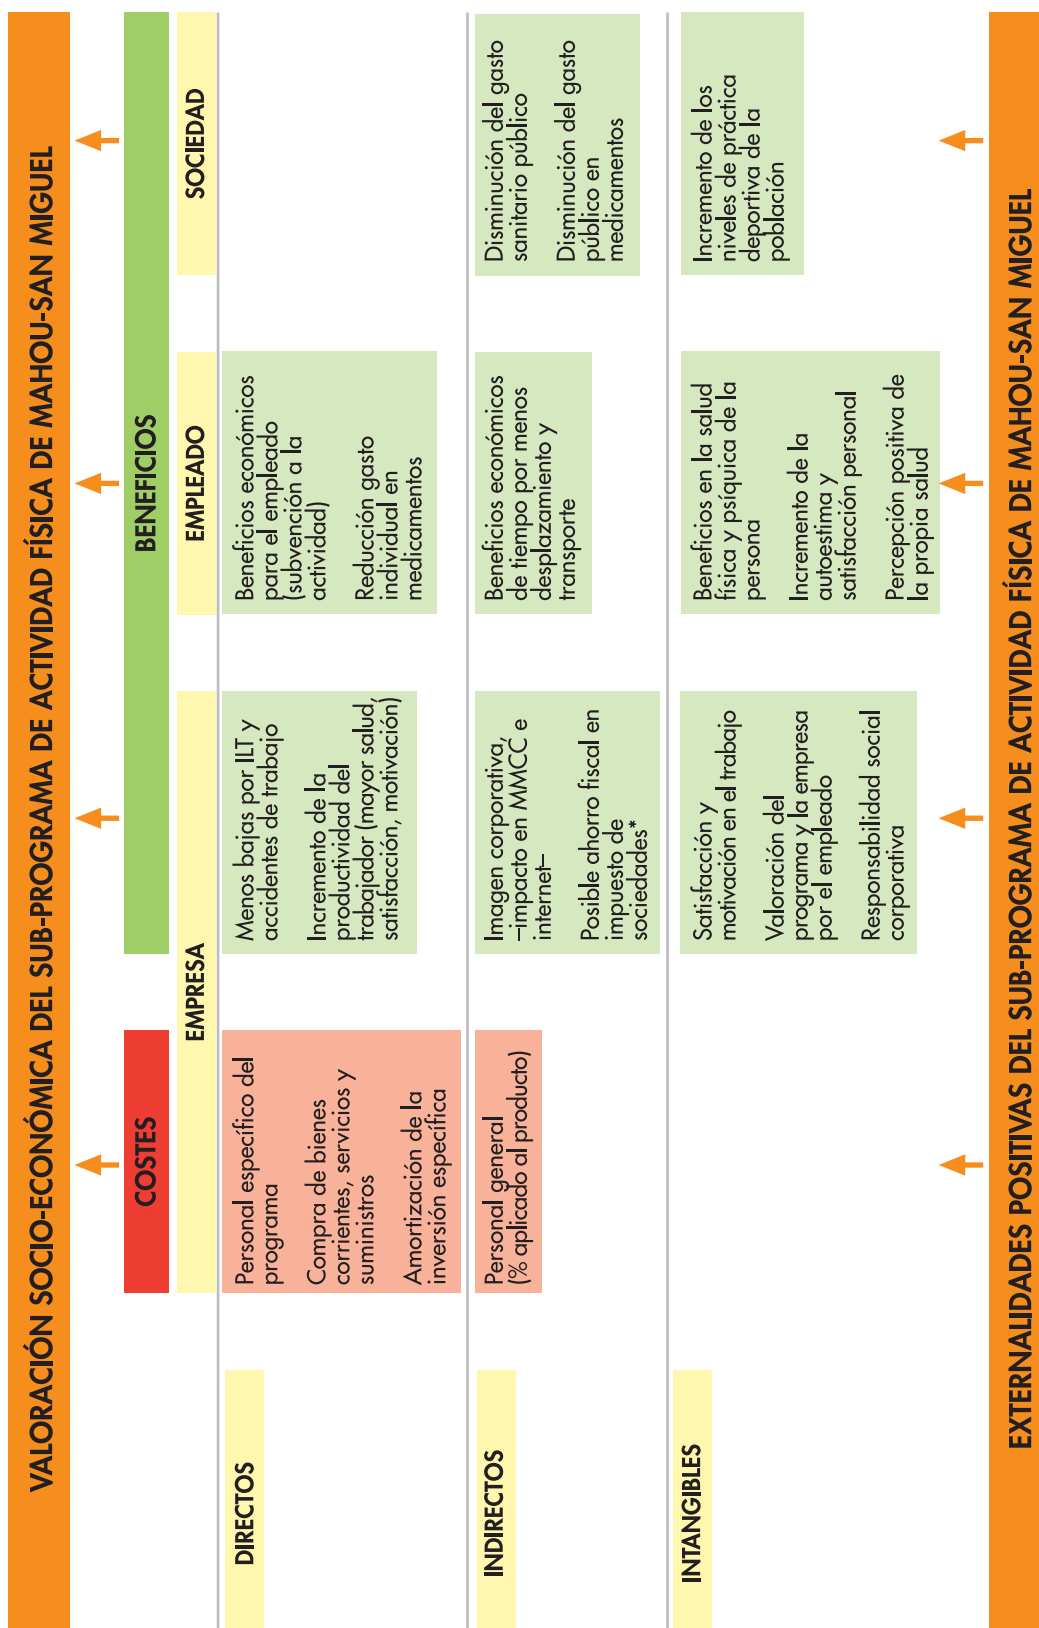 VALORACIÓN SOCIO-ECONÓMICA DEL SUB-PROGRAMA DE ACTIVIDAD FÍSICA DE MAHOU-SAN MIGUEL
COSTES
BENEFICIOS
EMPRESA
EMPLEADO
SOCIEDAD
DIRECTOS
Personal específico del
programa
Compra de bienes
corrientes, servicios y
suministros
Amortización de la
inversión específica
Menos bajas por ILT y
accidentes de trabajo
Incremento de la
productividad del
trabajador (mayor salud,
satisfacción, motivación)
Beneficios económicos
para el empleado
(subvención a la
actividad)
Reducción gasto
individual en
medicamentos
INDIRECTOS
Personal general
(% aplicado al producto)
Imagen corporativa,
–impacto en MMCC e
internet–
Posible ahorro fiscal en
impuesto de
sociedades*
Beneficios económicos
de tiempo por menos
desplazamiento y
transporte
Disminución del gasto
sanitario público
Disminución del gasto
público en
medicamentos
INTANGIBLES
Satisfacción y
motivación en el trabajo
Valoración del
programa y la empresa
por el empleado
Responsabilidad social
corporativa
Beneficios en la salud
física y psíquica de la
persona
Incremento de la
autoestima y
satisfacción personal
Percepción positiva de
la propia salud
Incremento de los
niveles de práctica
deportiva de la
población
EXTERNALIDADES POSITIVAS DEL SUB-PROGRAMA DE ACTIVIDAD FÍSICA DE MAHOU-SAN MIGUEL